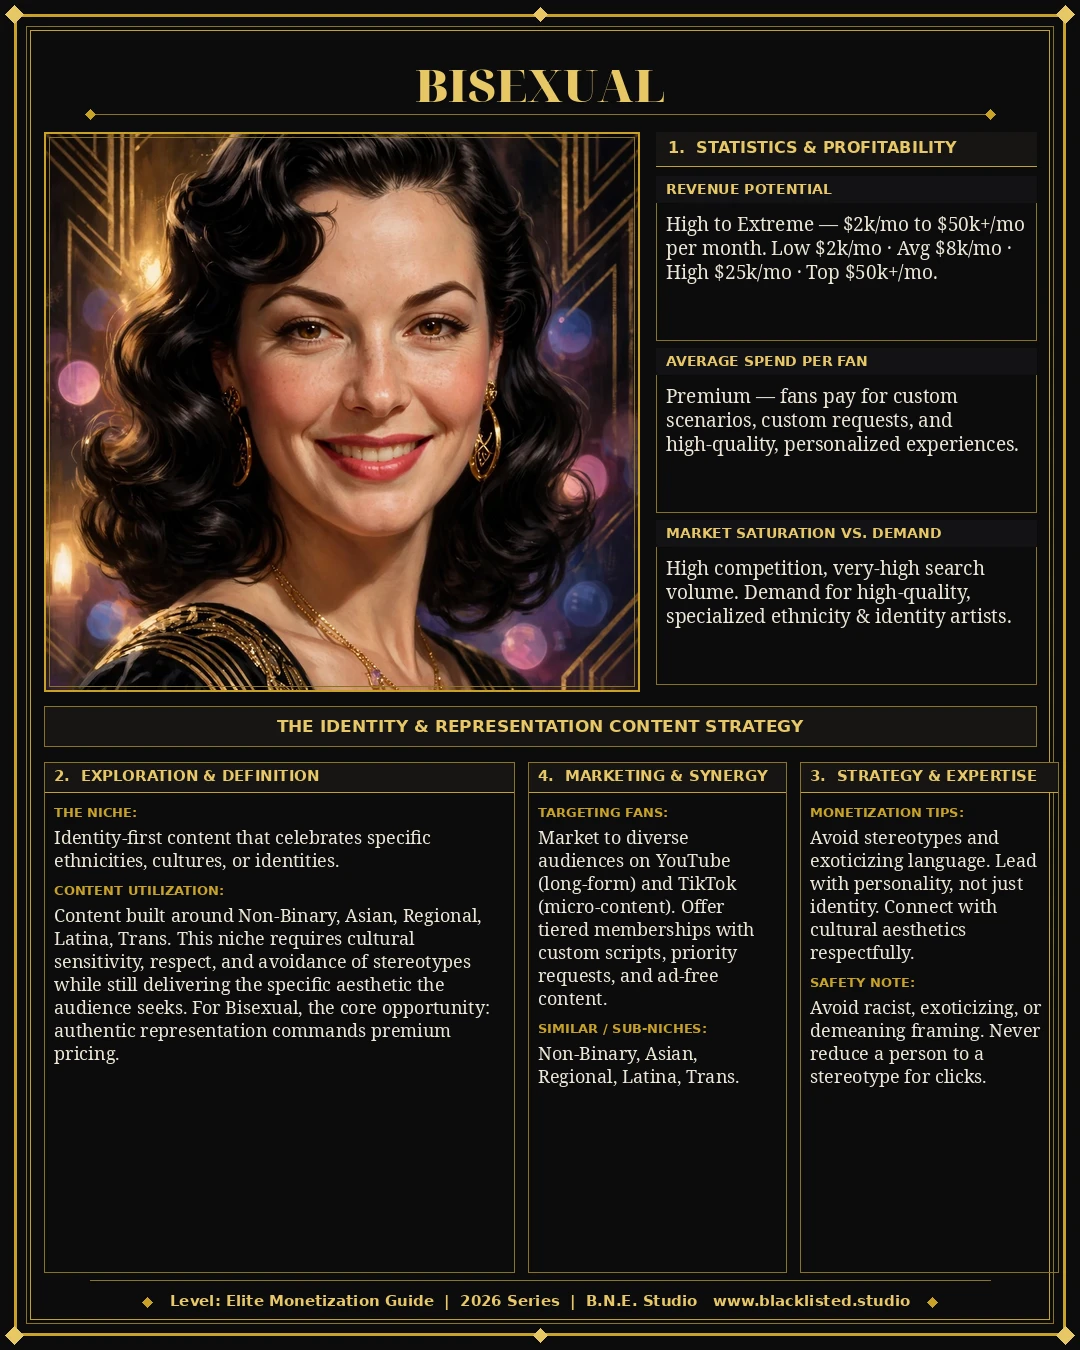 BISEXUAL
1. STATISTICS & PROFITABILITY
REVENUE POTENTIAL
High to Extreme — $2k/mo to $50k+/mo
per month. Low $2k/mo · Avg $8k/mo ·
High $25k/mo · Top $50k+/mo.
AVERAGE SPEND PER FAN
Premium — fans pay for custom
scenarios, custom requests, and
high-quality, personalized experiences.
MARKET SATURATION VS. DEMAND
High competition, very-high search
volume. Demand for high-quality,
specialized ethnicity & identity artists.
THE IDENTITY & REPRESENTATION CONTENT STRATEGY
2. EXPLORATION & DEFINITION
THE NICHE:
Identity-first content that celebrates specific
ethnicities, cultures, or identities.
CONTENT UTILIZATION:
Content built around Non-Binary, Asian, Regional,
Latina, Trans. This niche requires cultural
sensitivity, respect, and avoidance of stereotypes
while still delivering the specific aesthetic the
audience seeks. For Bisexual, the core opportunity:
authentic representation commands premium
pricing.
4. MARKETING & SYNERGY
TARGETING FANS:
Market to diverse
audiences on YouTube
(long-form) and TikTok
(micro-content). Offer
tiered memberships with
custom scripts, priority
requests, and ad-free
content.
SIMILAR / SUB-NICHES:
Non-Binary, Asian,
Regional, Latina, Trans.
3. STRATEGY & EXPERTISE
MONETIZATION TIPS:
Avoid stereotypes and
exoticizing language. Lead
with personality, not just
identity. Connect with
cultural aesthetics
respectfully.
SAFETY NOTE:
Avoid racist, exoticizing, or
demeaning framing. Never
reduce a person to a
stereotype for clicks.
Level: Elite Monetization Guide | 2026 Series | B.N.E. Studio www.blacklisted.studio